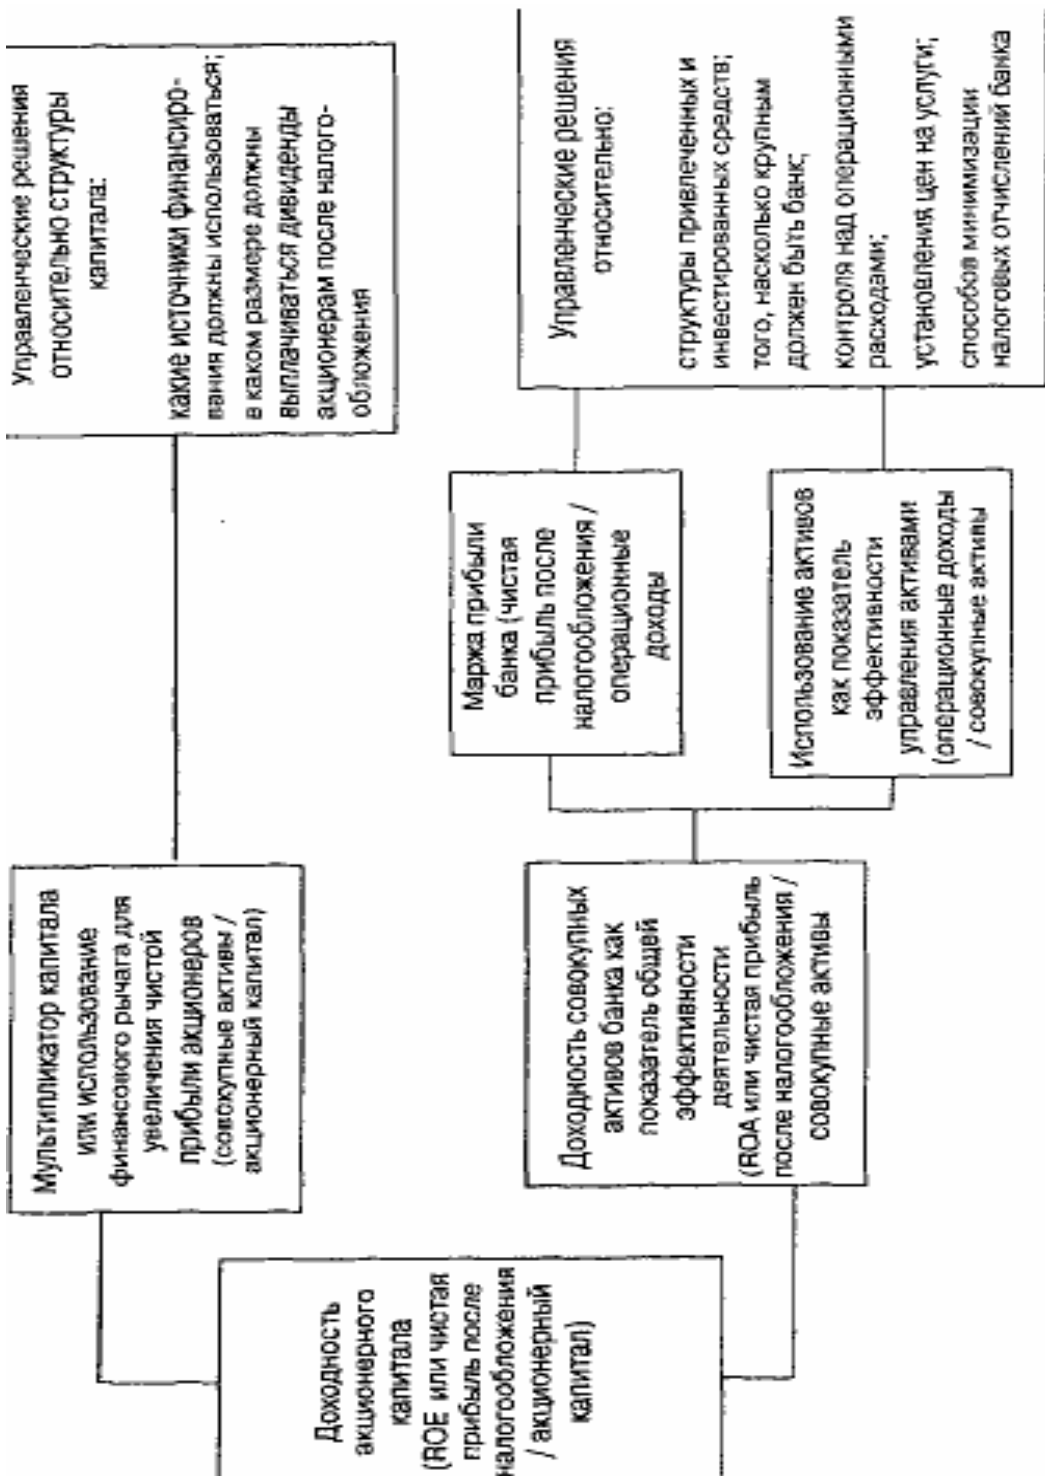 Доходность
акционерного
капитала
(ROE или чистая
прибыль после
налогообложения
/ акционерный
капитал)
Мультипликатор капитала
или использование
финансового рычага для
увеличения чистой
прибыли акционеров
(совокупные активы /
акционерный капитал)
Управленческие решения
относительно структуры
капитала:
какие источники финансиро-
вания должны использоваться;
в каком размере должны
выплачиваться дивиденды
акционерам после налого-
обложения
Доходность совокупных
активов банка как
показатель общей
эффективности
деятельности
(ROA или чистая прибыль
после налогообложения /
совокупные активы
Маржа прибыли
банка (чистая
прибыль после
налогообложения /
операционные
доходы
Использование активов
как показатель
эффективности
управления активами
(операционные доходы
/ совокупные активы
Управленческие решения
относительно:
структуры привлеченных и
инвестированных средств;
того, насколько крупным
должен быть банк;
контроля над операционными
расходами;
установления цен на услуги;
способов минимизации
налоговых отчислений банка